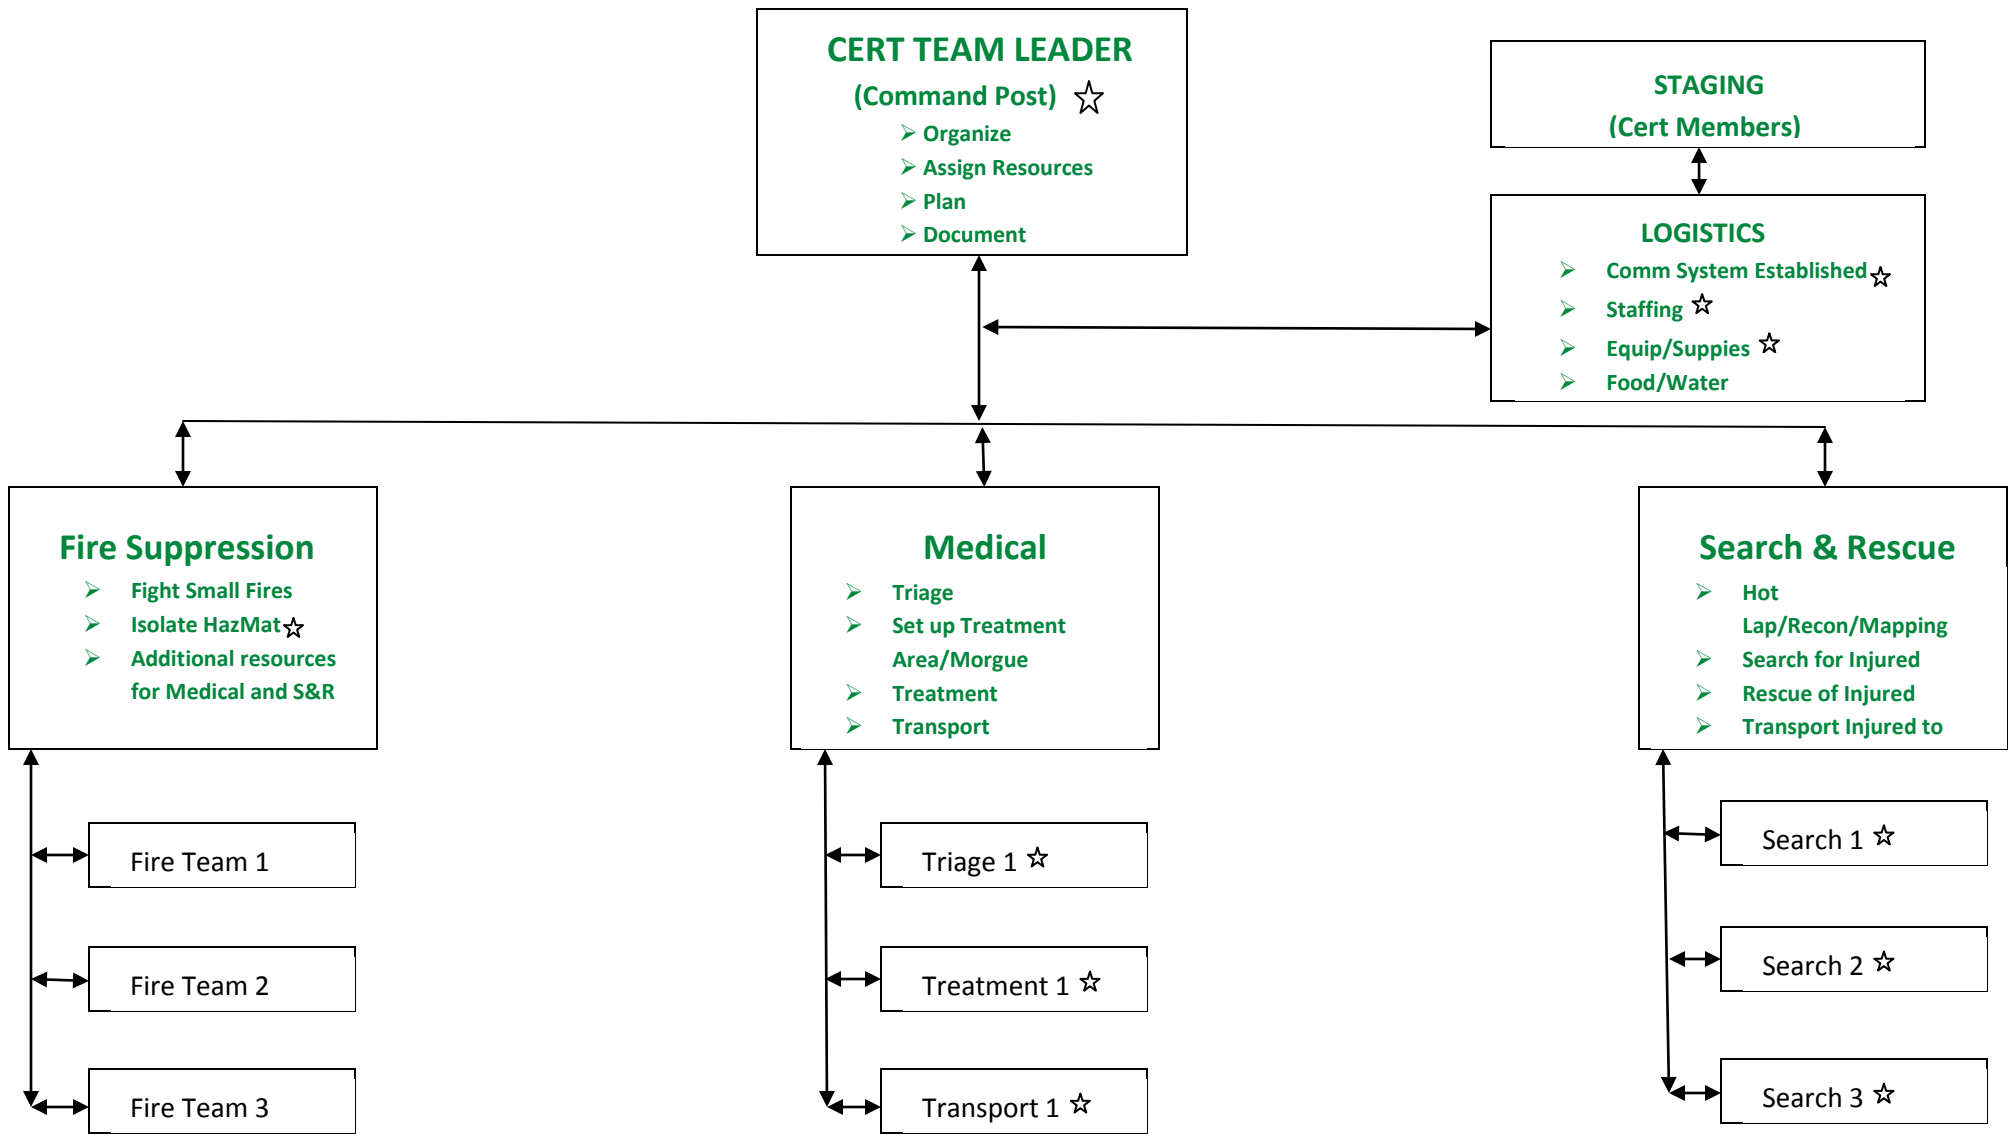 CERT TEAM LEADER
(Command Post)
Organize
Assign Resources
Plan
Document
STAGING
(Cert Members)
LOGISTICS
Comm System Established
Staffing
Equip/Suppies
Food/Water
Fire Suppression
Fight Small Fires
Isolate HazMat
Additional resources
for Medical and S&R
Medical
Triage
Set up Treatment
Area/Morgue
Treatment
Transport
Search & Rescue
Hot
Lap/Recon/Mapping
Search for Injured
Rescue of Injured
Transport Injured to
Fire Team 1
Fire Team 2
Fire Team 3
Triage 1
Treatment 1
Transport 1
Search 1
Search 2
Search 3